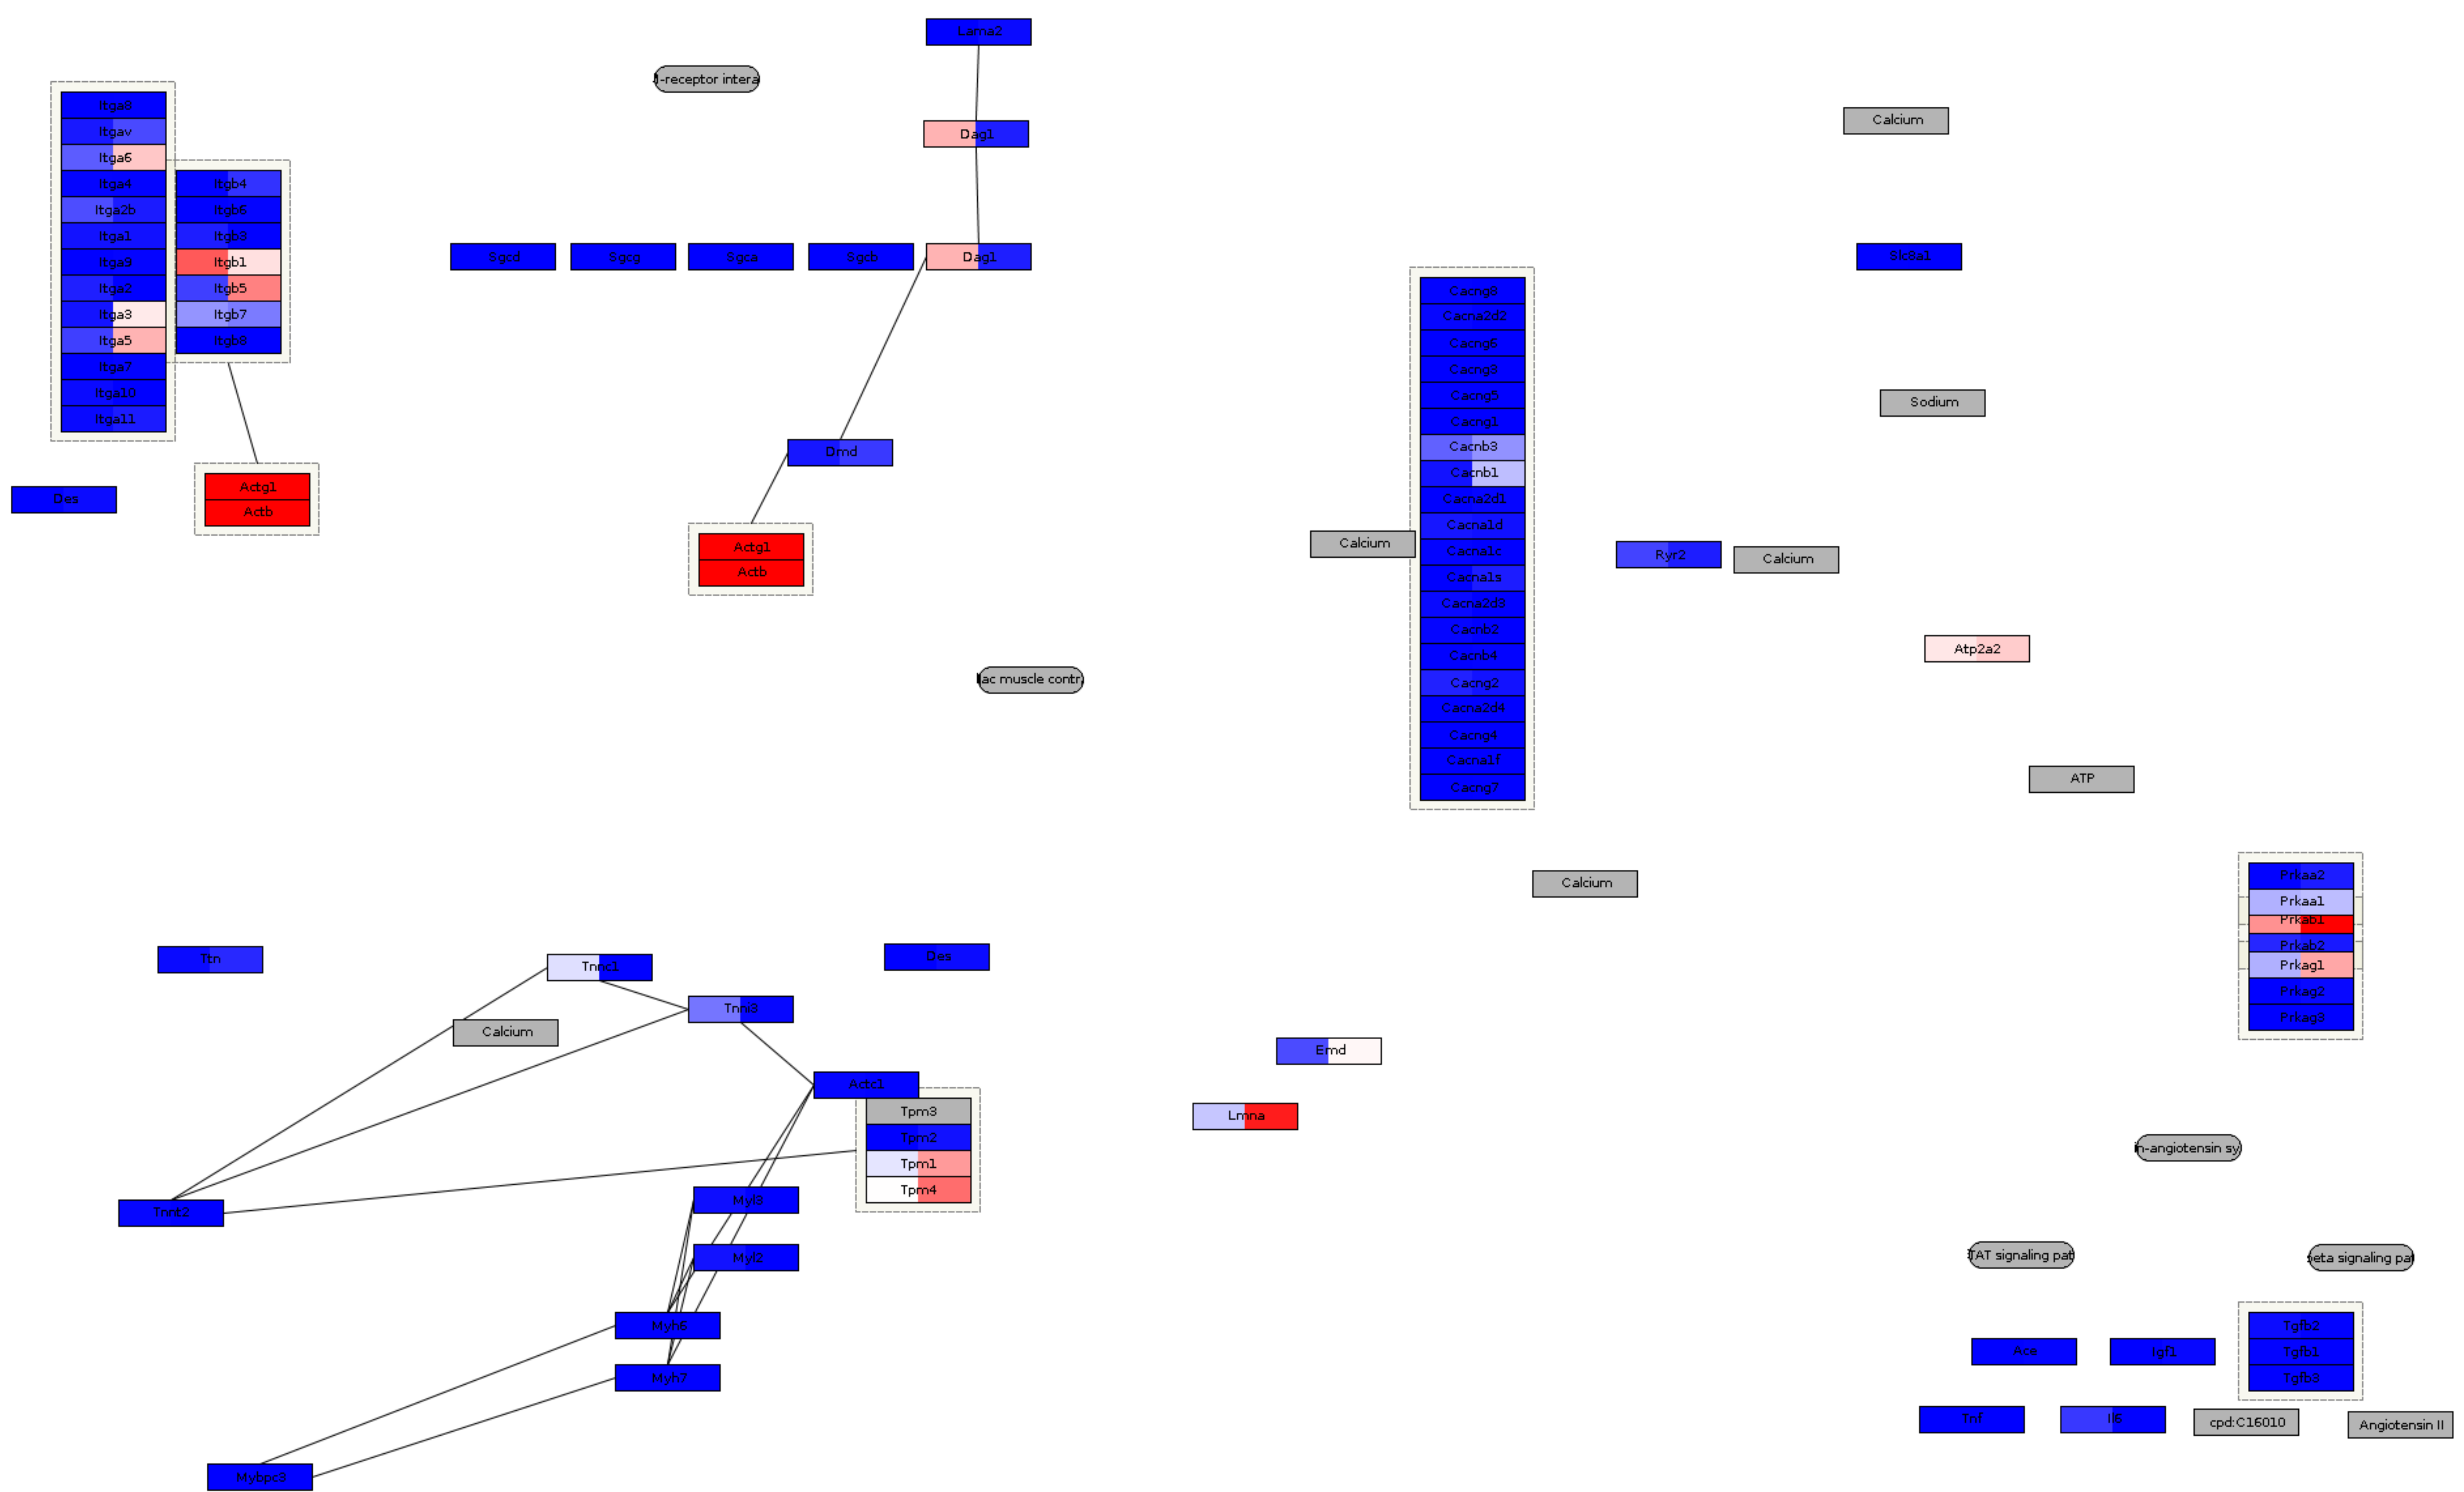 Lama2
-receptor intera
Itga8
Itgav
Itga6
Itga4
Itga2b
Itga1
Itga9
Itga2
Itga3
Itga5
Itga7
Itga10
Itga11
Itgb4
Itgb6
Itgb3
Itgb1
Itgb5
Itgb7
Itgb8
Dag1
Calcium
Sgcd
Sgcg
Sgca
Sgcb
Dag1
Slc8a1
Cacng8
Cacna2d2
Cacng6
Cacng3
Cacng5
Cacng1
Cacnb3
Cacnb1
Cacna2d1
Cacna1d
Cacna1c
Cacna1s
Cacna2d3
Cacnb2
Cacnb4
Cacng2
Cacna2d4
Cacng4
Cacna1f
Cacng7
Sodium
Dmd
Des
Actg1
Actb
Actg1
Actb
Calcium
Ryr2
Calcium
Atp2a2
ac muscle contr
ATP
Calcium
Prkaa2
Prkaa1
Prkab1
Prkab2
Prkag1
Prkag2
Prkag3
Ttn
Tnnc1
Des
Tnni3
Calcium
Emd
Actc1
Tpm3
Tpm2
Tpm1
Tpm4
Lmna
n-angiotensin sy
Tnnt2
Myl3
Myl2
TAT signaling pat
beta signaling pat
Myh6
Myh7
Tgfb2
Tgfb1
Tgfb3
Ace
Igf1
Tnf
Il6
cpd:C16010
Angiotensin II
Mybpc3